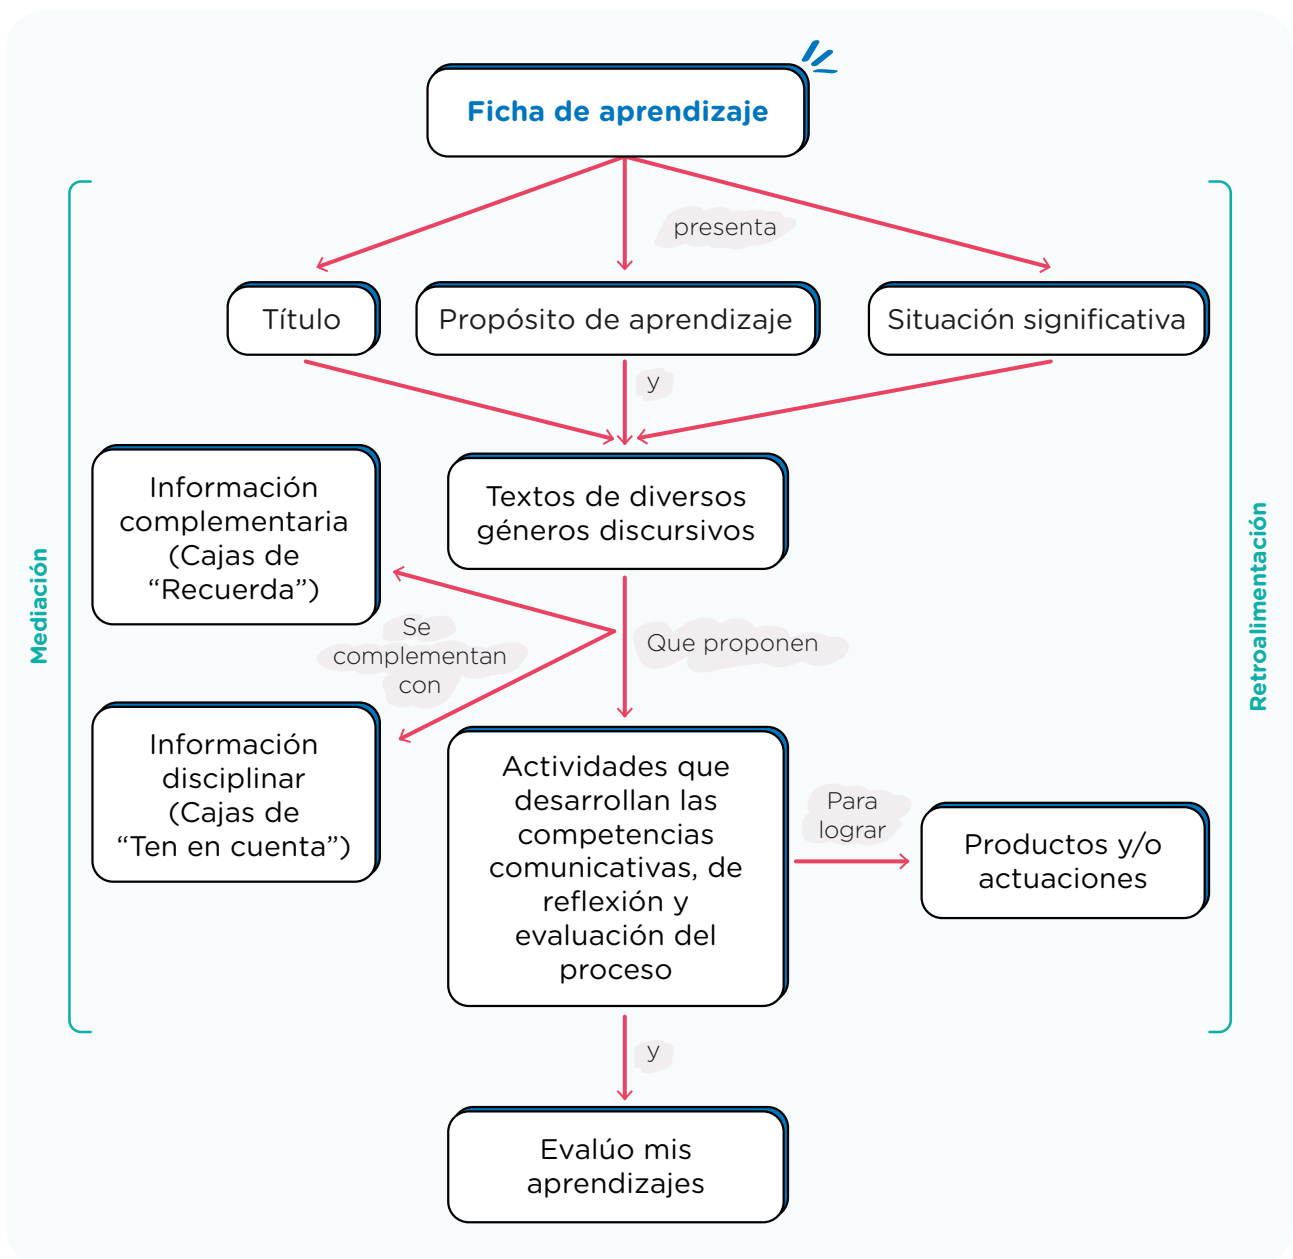 Ficha de aprendizaje
presenta
Título
Propósito de aprendizaje
Situación significativa
y
Información
complementaria
(Cajas de
“Recuerda”)
Textos de diversos
géneros discursivos
Mediación
Retroalimentación
Se
complementan
con
Que proponen
Información
disciplinar
(Cajas de
“Ten en cuenta”)
Actividades que
desarrollan las
competencias
comunicativas, de
reflexión y
evaluación del
proceso
Para
lograr
Productos y/o
actuaciones
y
Evalúo mis
aprendizajes